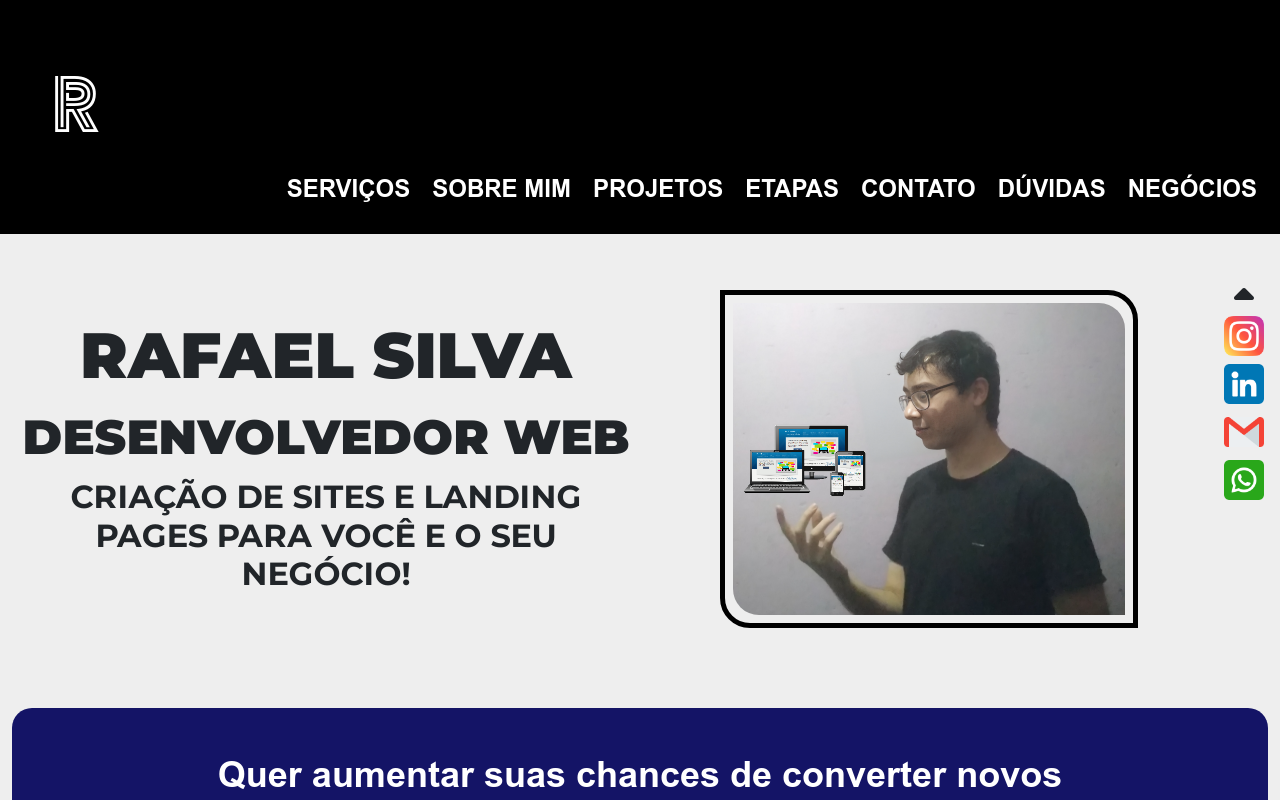 R
SERVIÇOS SOBRE MIM PROJETOS ETAPAS CONTATO DÚVIDAS NEGÓCIOS
RAFAEL SILVA
DESENVOLVEDOR WEB
CRIAÇÃO DE SITES E LANDING
PAGES PARA VOCÊ E O SEU
NEGÓCIO!
in
Quer aumentar suas chances de converter novos